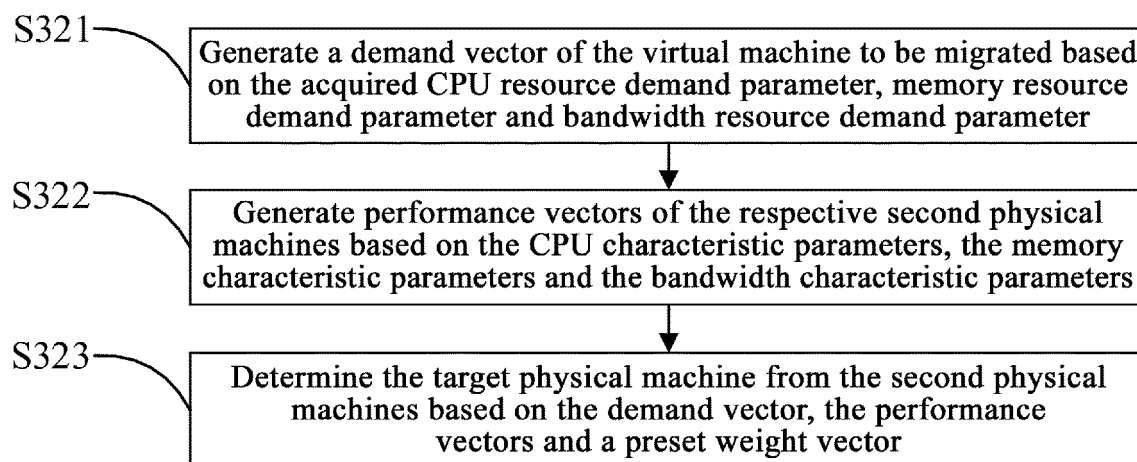 S321
Generate a demand vector of the virtual machine to be migrated based
on the acquired CPU resource demand parameter, memory resource
demand parameter and bandwidth resource demand parameter
S322
Generate performance vectors of the respective second physical
machines based on the CPU characteristic parameters, the memory
characteristic parameters and the bandwidth characteristic parameters
S323
Determine the target physical machine from the second physical
machines based on the demand vector, the performance
vectors and a preset weight vector